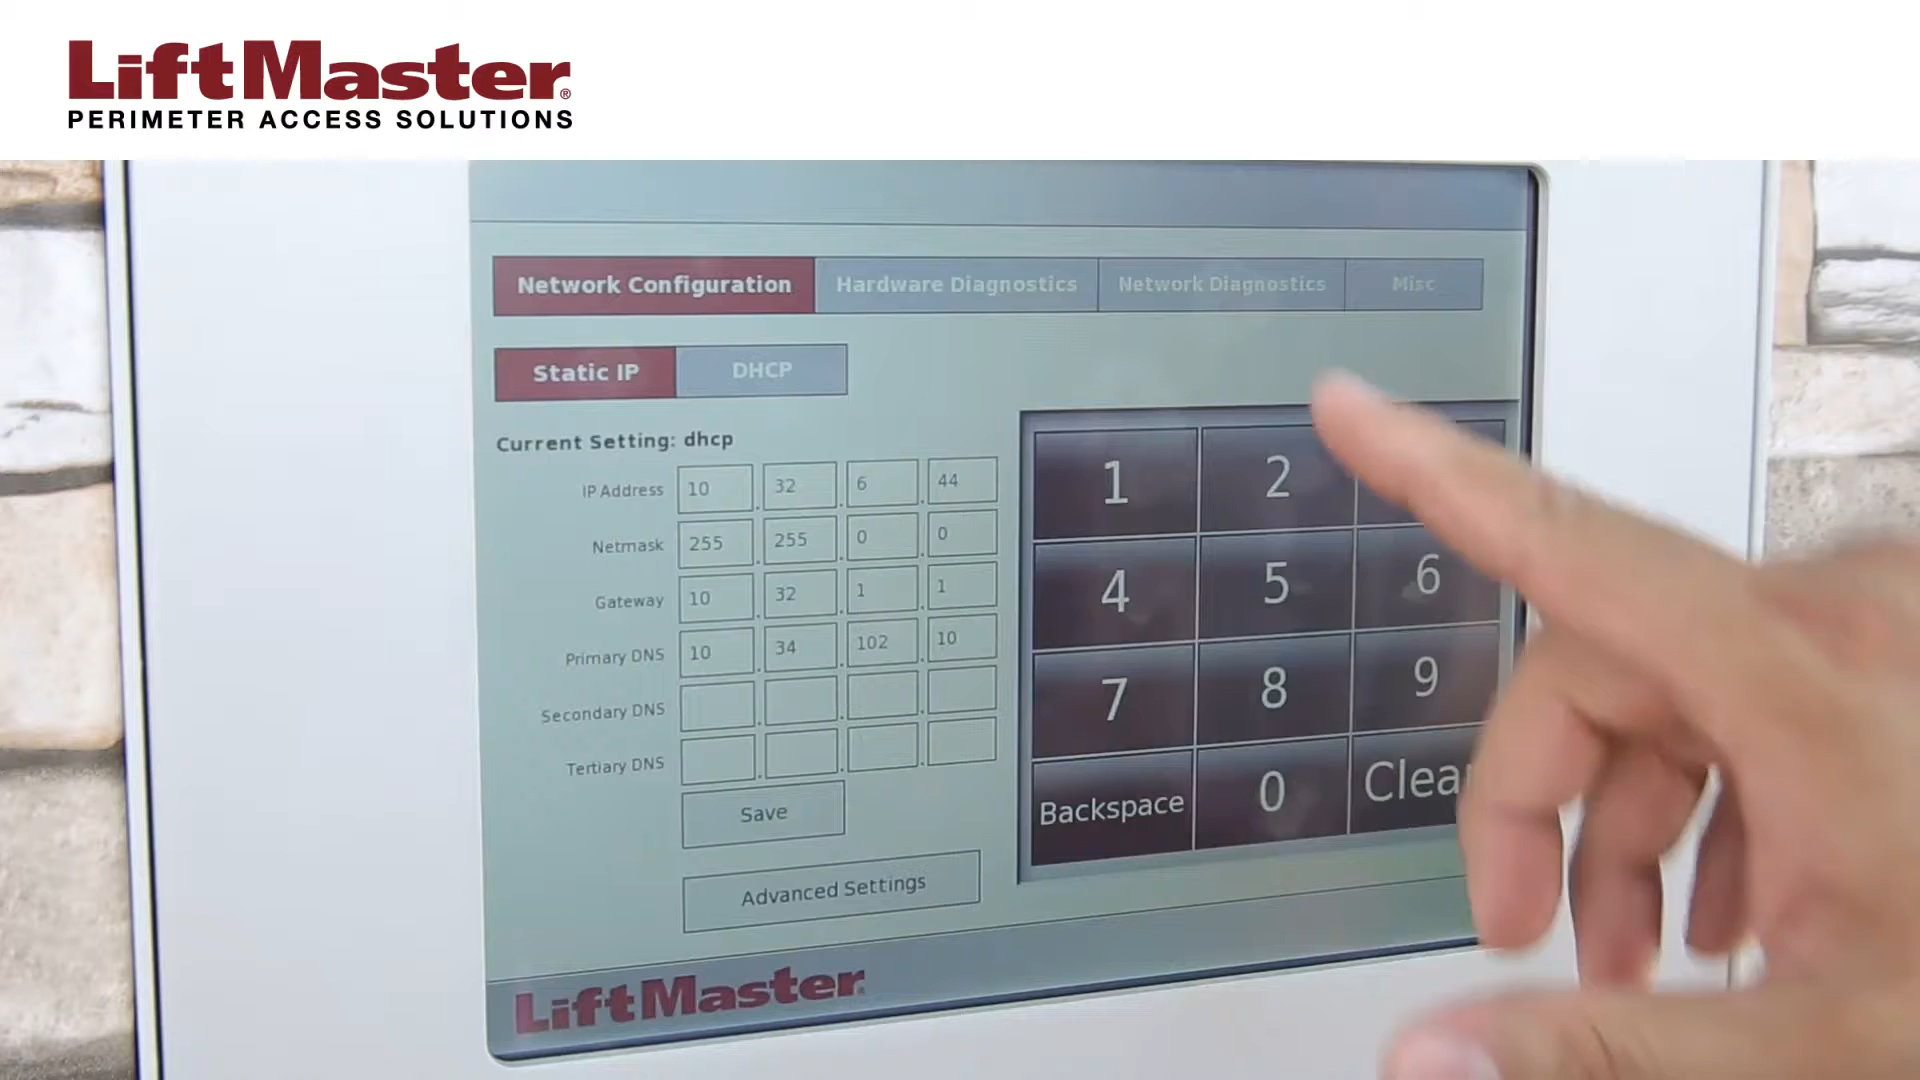 LiftMaster®
PERIMETER ACCESS SOLUTIONS
Network Configuration Hardware Diagnostics Network Diagnostics Misc
Static IP DHCP
Current Setting: dhcp
IP Address 10 . 32 . 6 . 44
Netmask 255 . 255 . 0 . 0
Gateway 10 . 32 . 1 . 1
Primary DNS 10 . 34 . 102 . 10
Secondary DNS . . .
Tertiary DNS . . .
Save
Advanced Settings
1 2
4 5 6
7 8 9
Backspace 0 Clear
LiftMaster